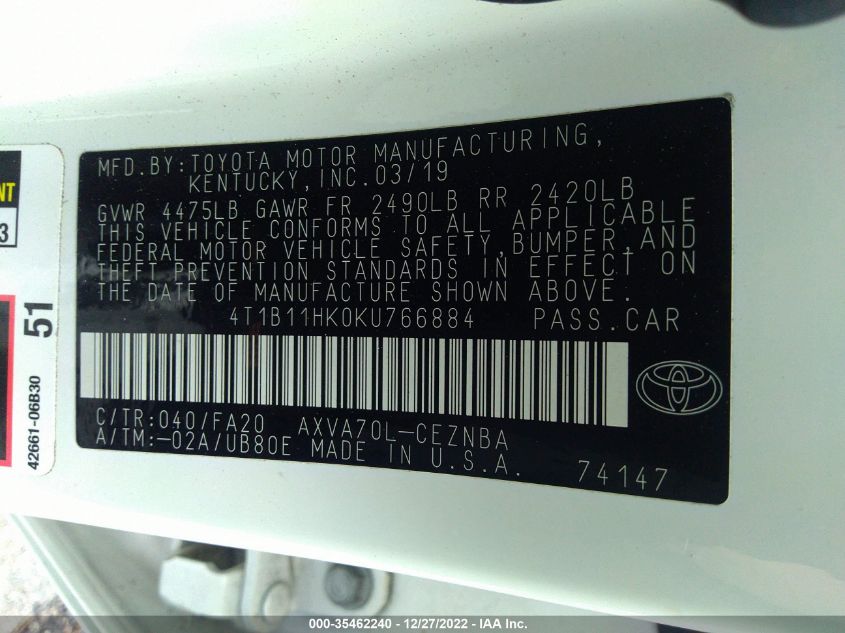 MFD. BY: TOYOTA MOTOR MANUFACTURING,
KENTUCKY, INC. 03/19
GVWR 4475LB GAWR FR 2490LB RR 2420LB
THIS VEHICLE CONFORMS TO ALL APPLICABLE
FEDERAL MOTOR VEHICLE SAFETY, BUMPER, AND
THEFT PREVENTION STANDARDS IN EFFECT ON
THE DATE OF MANUFACTURE SHOWN ABOVE.
4T1B11HK0KU766884 PASS. CAR
C/TR: 040/FA20 AXVA70L-CEZNBA
A/TM: -02A/UB80E MADE IN U.S.A.
74147
NT
3
51
42661-06B30
000-35462240 - 12/27/2022 - IAA Inc.